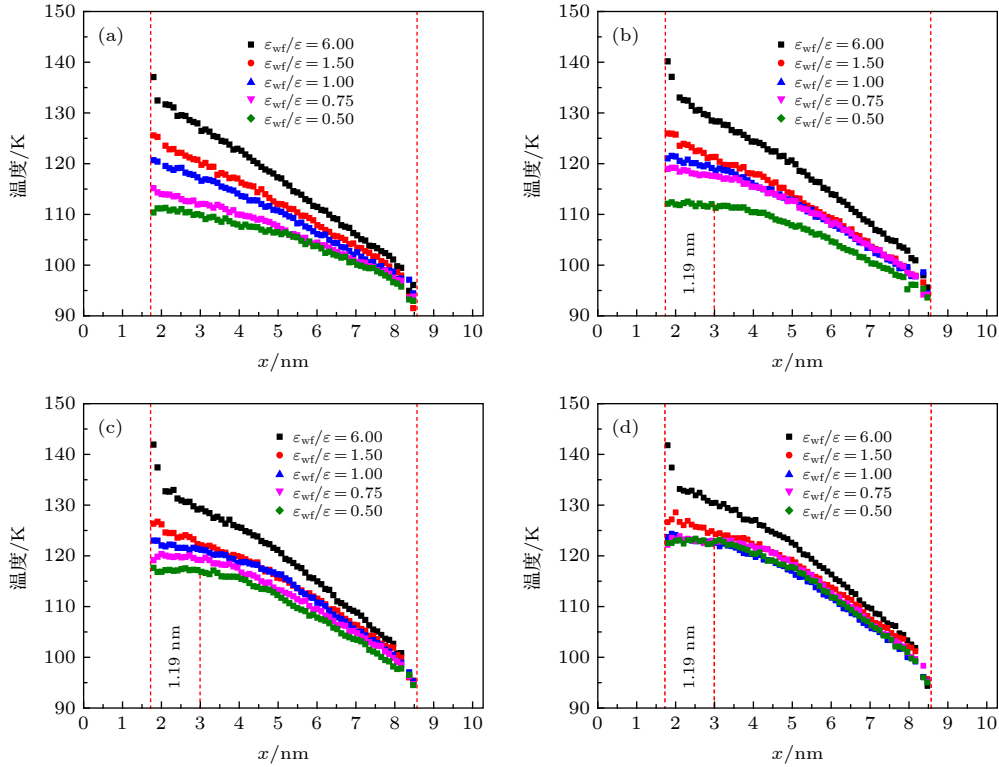 (a)
ε_wf/ε = 6.00
ε_wf/ε = 1.50
ε_wf/ε = 1.00
ε_wf/ε = 0.75
ε_wf/ε = 0.50
温度/K
150
140
130
120
110
100
90
0 1 2 3 4 5 6 7 8 9 10
x/nm
(b)
ε_wf/ε = 6.00
ε_wf/ε = 1.50
ε_wf/ε = 1.00
ε_wf/ε = 0.75
ε_wf/ε = 0.50
温度/K
150
140
130
120
110
100
90
1.19 nm
0 1 2 3 4 5 6 7 8 9 10
x/nm
(c)
ε_wf/ε = 6.00
ε_wf/ε = 1.50
ε_wf/ε = 1.00
ε_wf/ε = 0.75
ε_wf/ε = 0.50
温度/K
150
140
130
120
110
100
90
1.19 nm
0 1 2 3 4 5 6 7 8 9 10
x/nm
(d)
ε_wf/ε = 6.00
ε_wf/ε = 1.50
ε_wf/ε = 1.00
ε_wf/ε = 0.75
ε_wf/ε = 0.50
温度/K
150
140
130
120
110
100
90
1.19 nm
0 1 2 3 4 5 6 7 8 9 10
x/nm